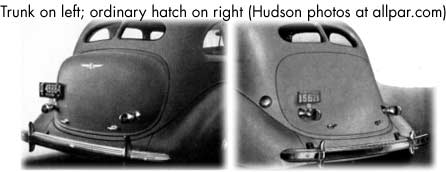 Trunk on left; ordinary hatch on right (Hudson photos at allpar.com)